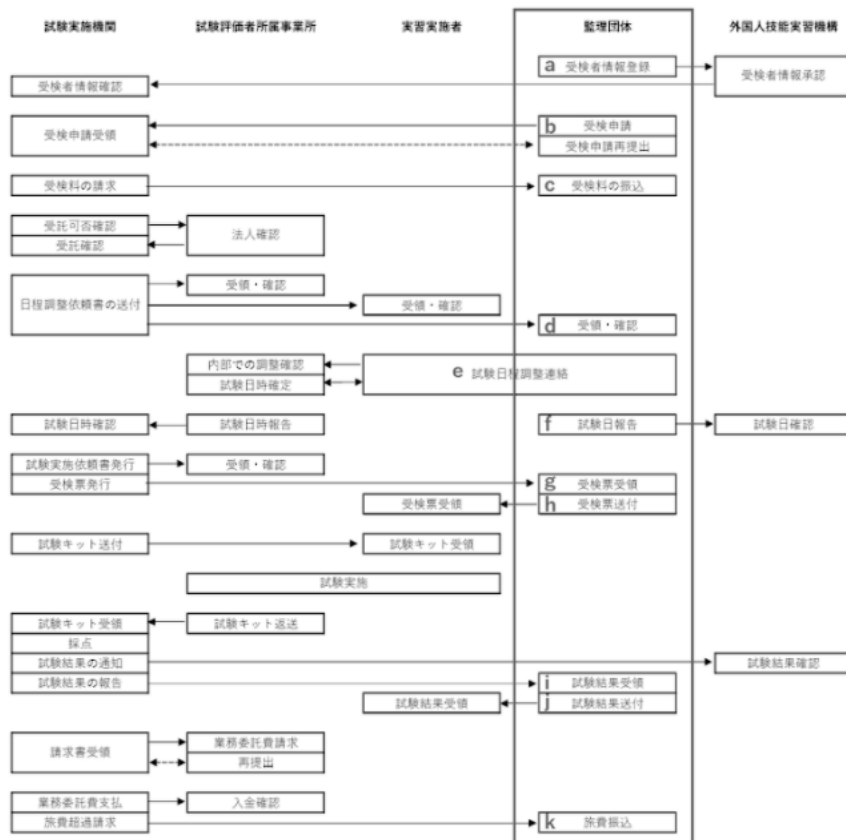 試験実施機関 試験評価者所属事業所 実習実施者 監理団体 外国人技能実習機構
a 受検者情報登録
受検者情報承認
受検者情報確認
受検申請受領
b 受検申請
受検申請再提出
受検料の請求
c 受検料の振込
受託可否確認
法人確認
受託確認
日程調整依頼書の送付
受領・確認
受領・確認
d 受領・確認
内部での調整確認
e 試験日程調整連絡
試験日時確定
試験日時確認 試験日時報告 f 試験日報告 試験日確認
試験実施依頼書発行 受領・確認
受検票発行 g 受検票受領
受検票受領 h 受検票送付
試験キット送付 試験キット受領
試験実施
試験キット受領 試験キット返送
採点
試験結果の通知 試験結果確認
試験結果の報告 i 試験結果受領
試験結果受領 j 試験結果送付
請求書受領
業務委託費請求
再提出
業務委託費支払 入金確認
旅費超過請求 k 旅費振込